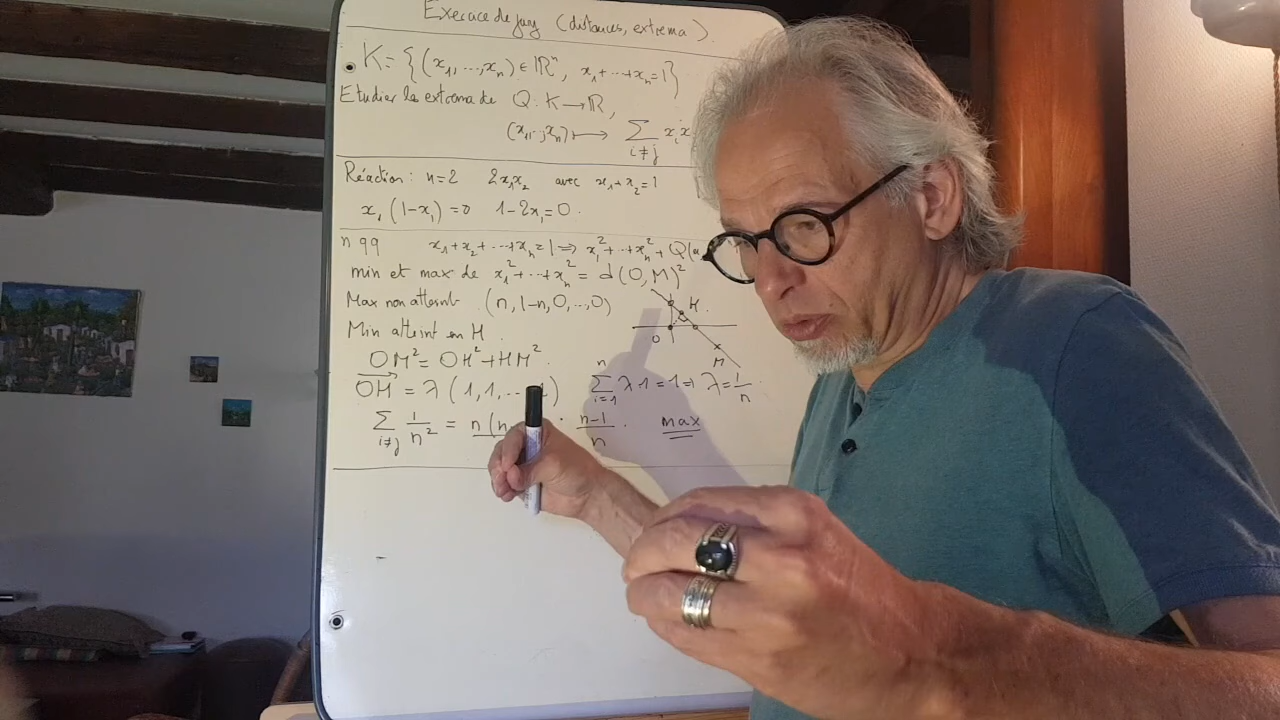 Exercice de jury (distances, extrema).
K = {(x₁, ..., xₙ) ∈ ℝⁿ, x₁ + ... + xₙ = 1}
Etudier les extrema de Q : K → ℝ,
(x₁, ..., xₙ) ⟼ ∑ i≠j xᵢ x
Réaction : n=2 2x₁x₂ avec x₁+x₂=1
x₁(1-x₁) = 0 1-2x₁ = 0.
x₁+x₂+...+xₙ=1 ⇒ x₁²+...+xₙ² + Q(
min et max de x₁²+...+xₙ² = d(O,M)²
Max non atteint (n, 1-n, 0, ..., 0)
Min atteint en H.
O 1 H M
OM² = OH² + HM².
OH = λ(1, 1, ... 1) ∑ i=1 n λ1 = 1 ⇒ λ = 1/n.
∑ i≠j 1/n² = n(n n-1/n. max